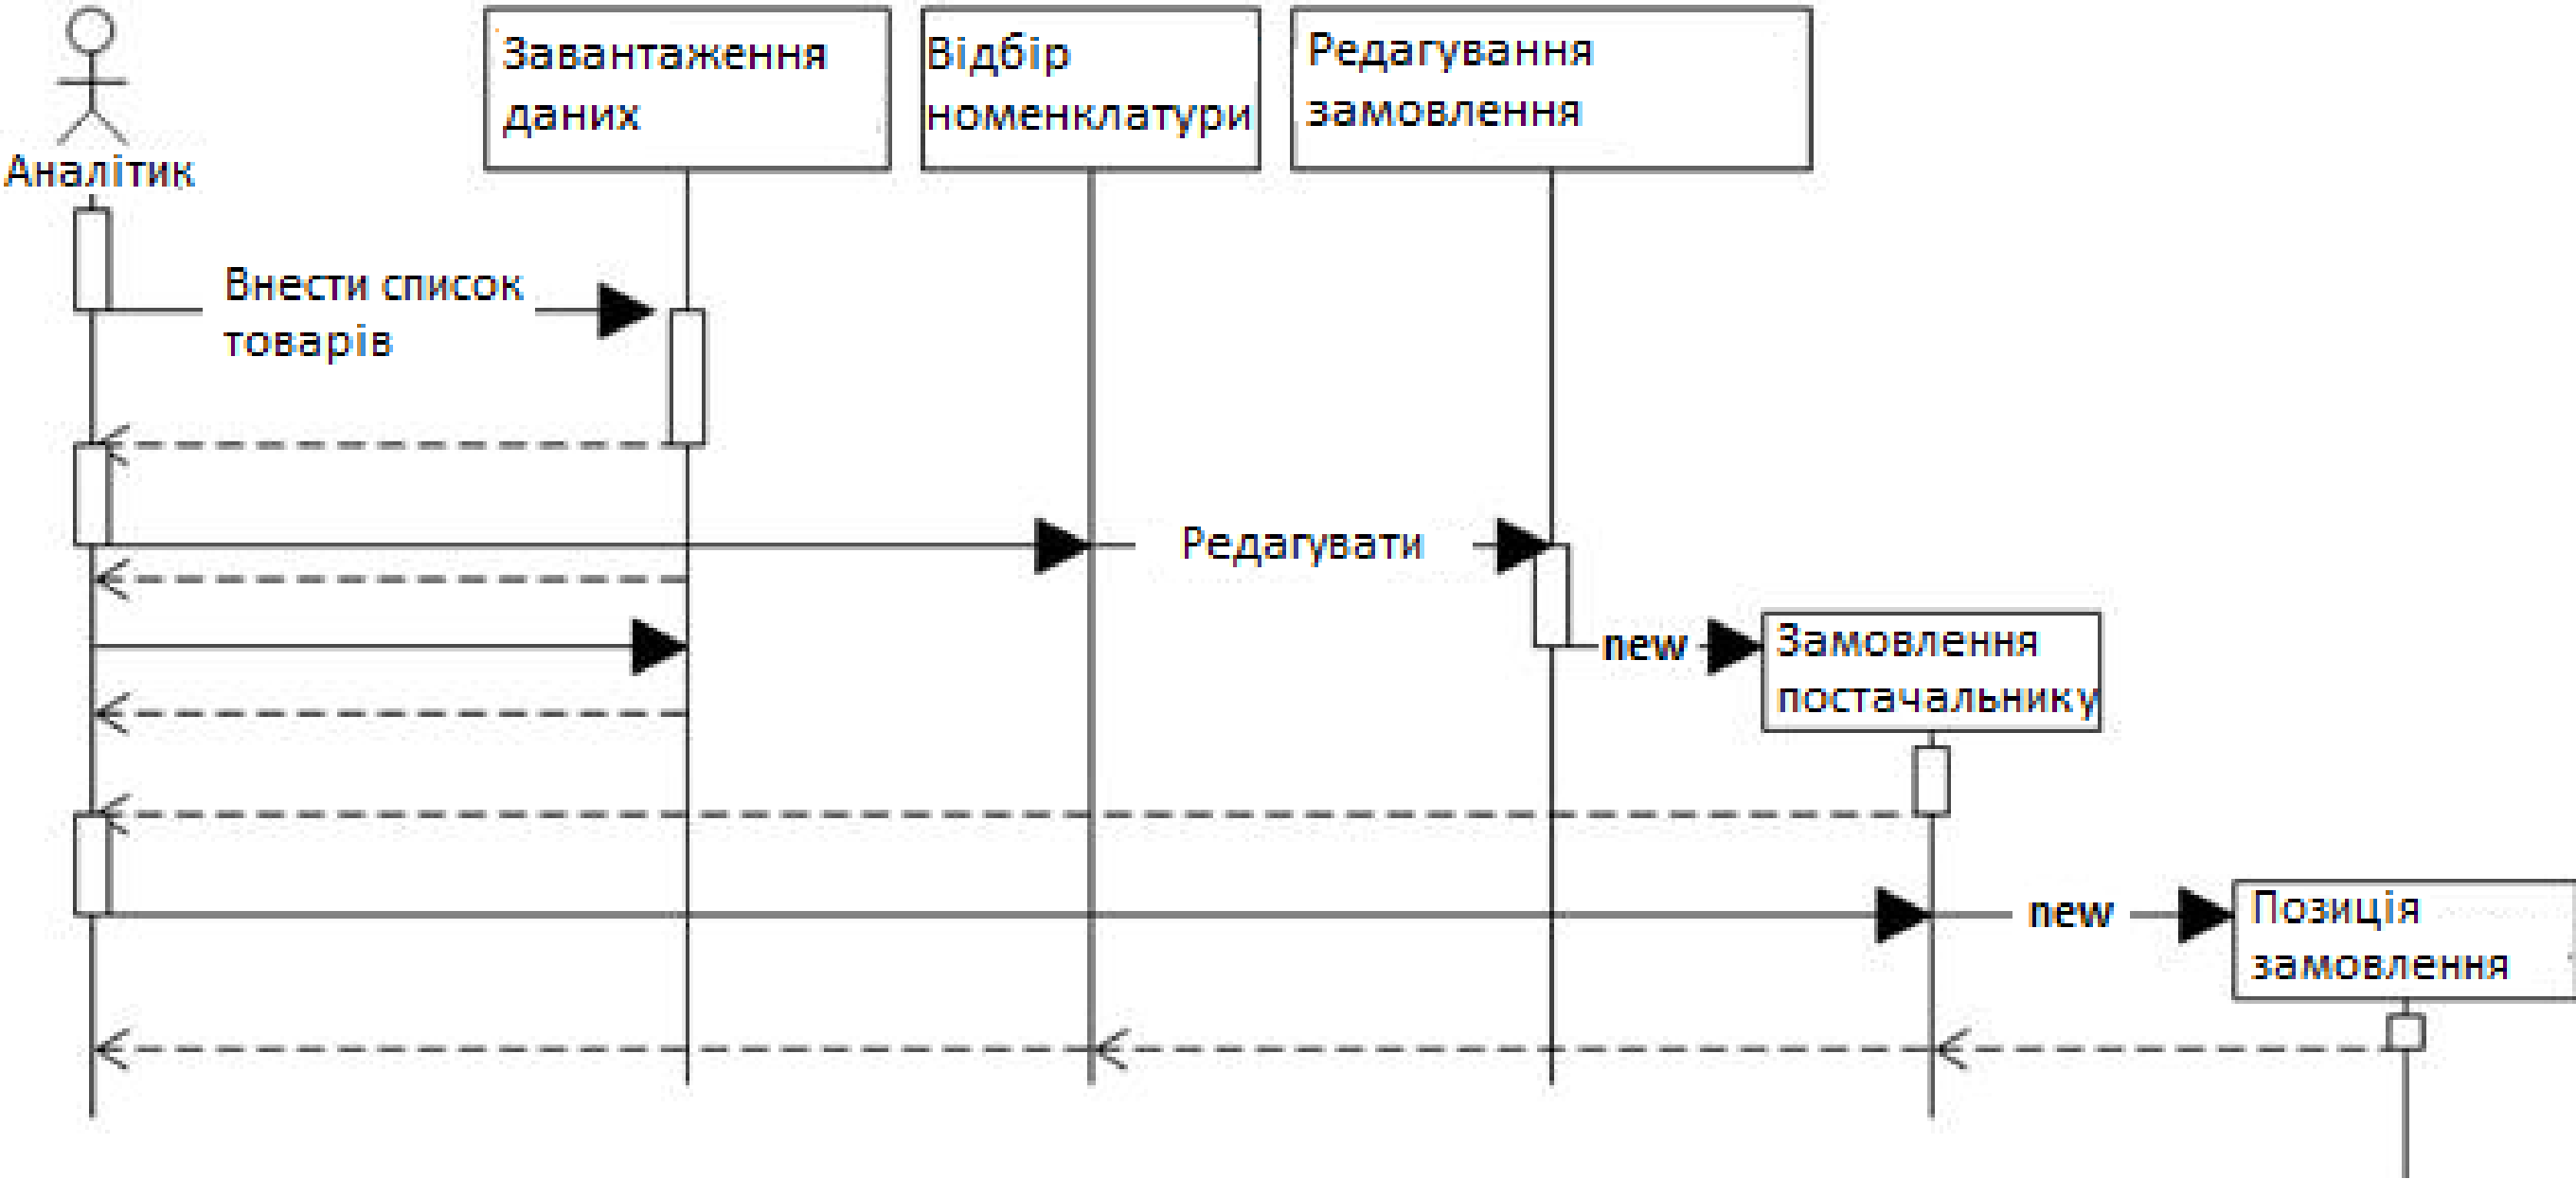 Завантаження
даних
Відбір
номенклатури
Редагування
замовлення
Аналітик
Внести список
товарів
Редагувати
new
Замовлення
постачальнику
new
Позиція
замовлення